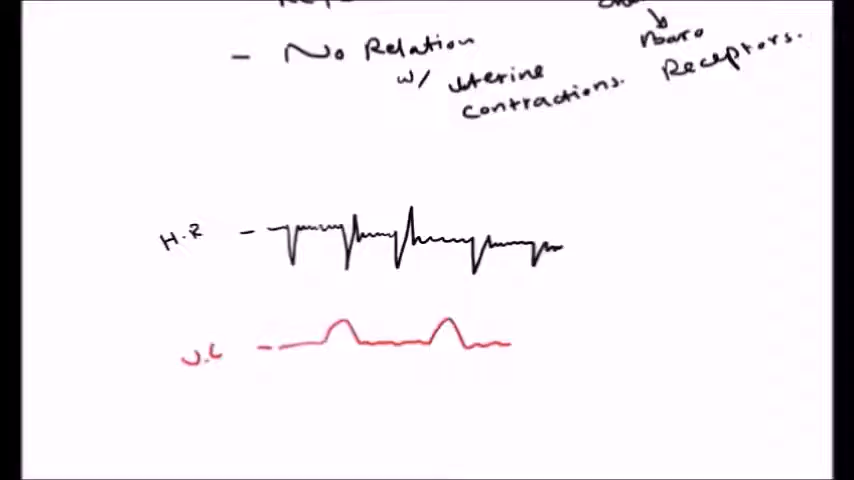 - No Relation
w/ uterine
contractions.
baro
Receptors.
H.R -
U.C -